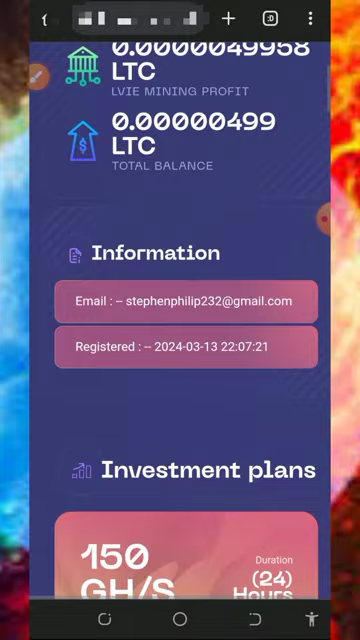 :D
0.0000049958
LTC
LVIE MINING PROFIT
0.00000499
LTC
TOTAL BALANCE
Information
Email : -- stephenphilip232@gmail.com
Registered : -- 2024-03-13 22:07:21
Investment plans
150
GH/S
Duration
(24)
Hours